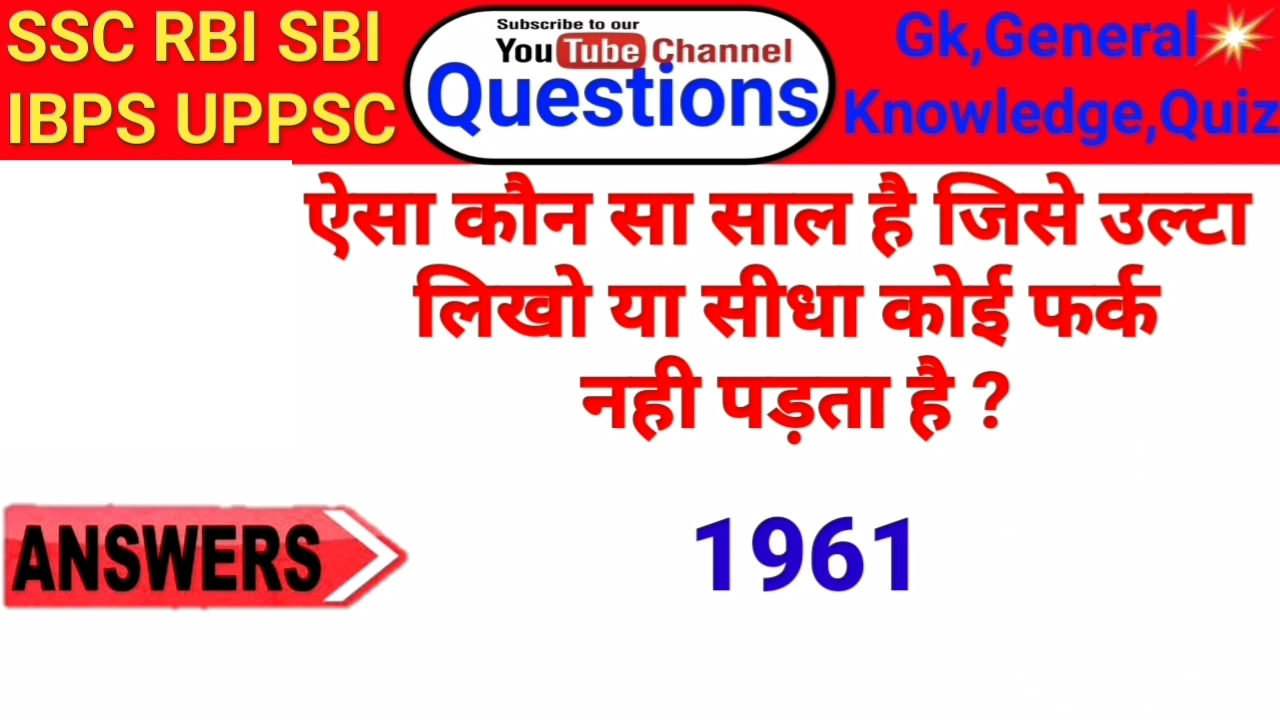 SSC RBI SBI
IBPS UPPSC
Subscribe to our
YouTube Channel
Questions
Gk,General
Knowledge,Quiz
ऐसा कौन सा साल है जिसे उल्टा
लिखो या सीधा कोई फर्क
नही पड़ता है ?
ANSWERS
1961